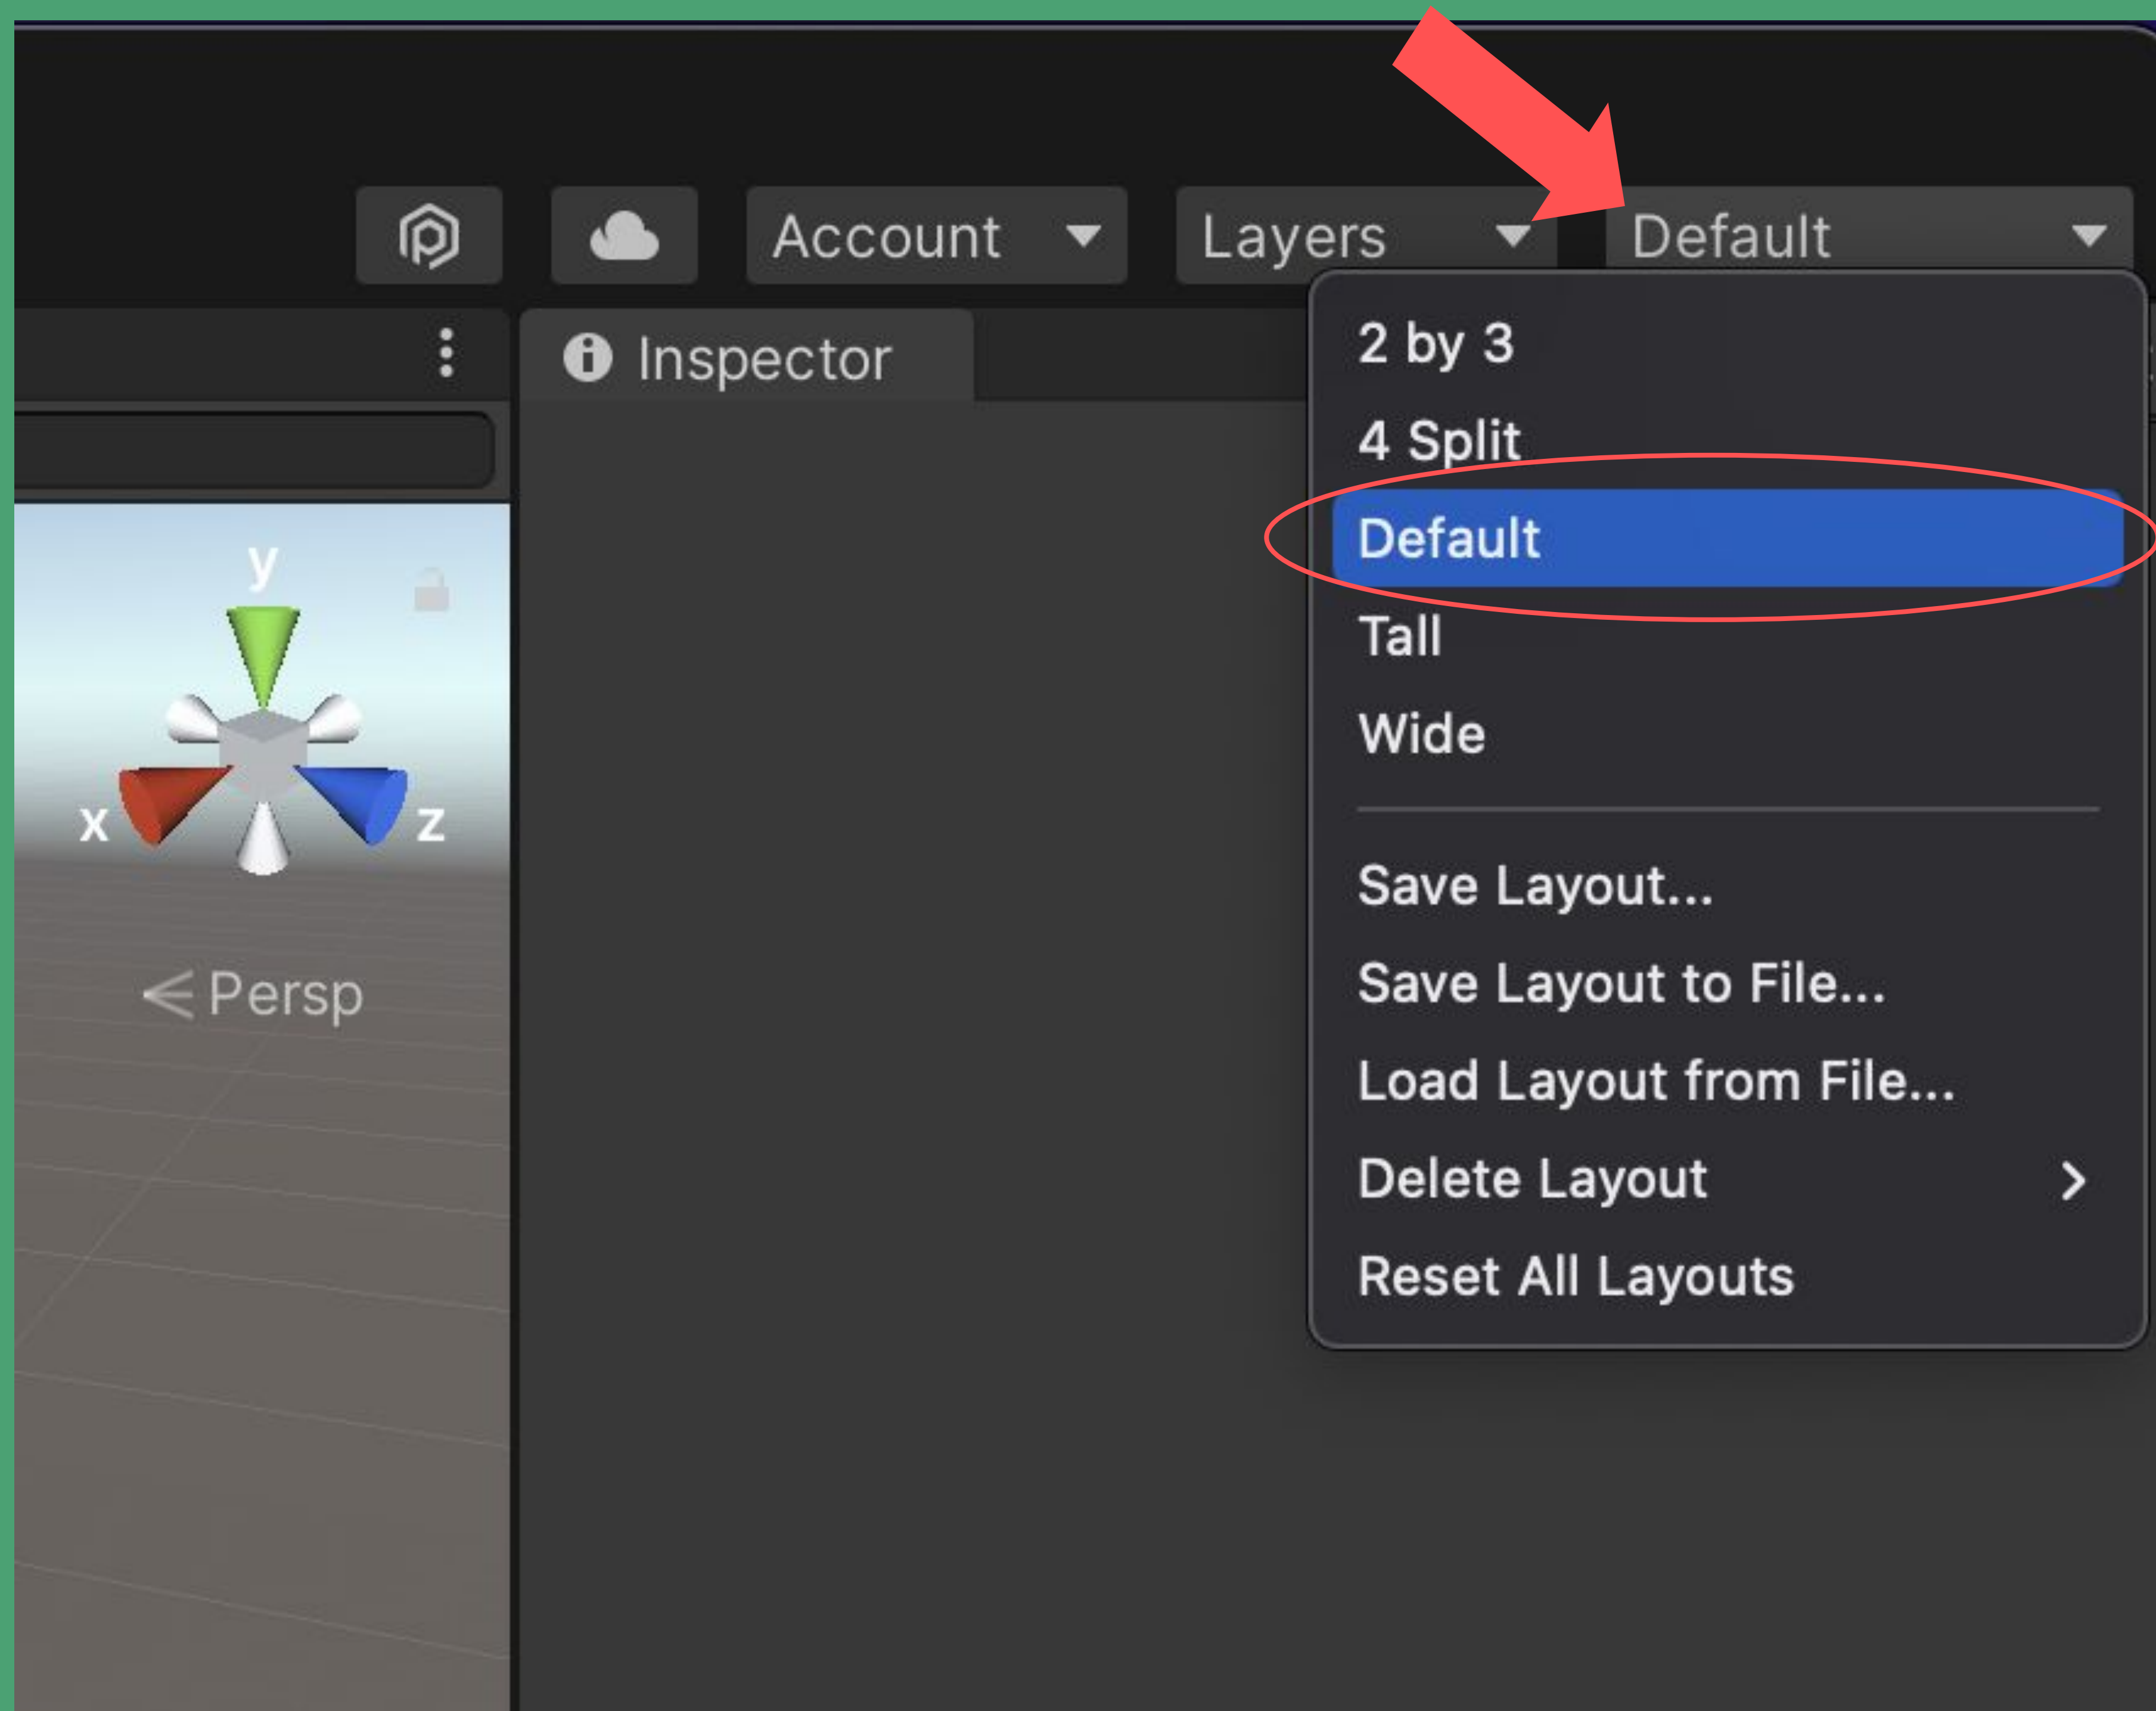 Account
Layers
Default
Inspector
2 by 3
4 Split
Default
Tall
Wide
Save Layout...
Save Layout to File...
Load Layout from File...
Delete Layout
Reset All Layouts
y
x
z
Persp